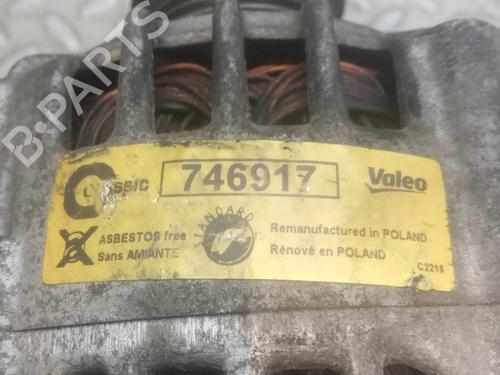 B-PARTS
CLASSIC
746917
Valeo
STANDARD
ASBESTOS free
Sans AMIANTE
Remanufactured in POLAND
Rénové en POLAND
C2216